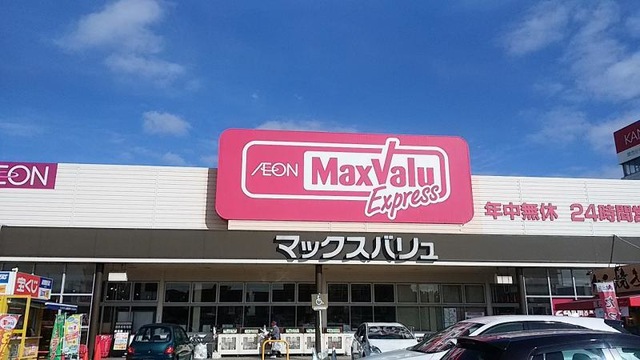 AEON MaxValu
Express
EON
年中無休 24時間営
マックスバリュ
KAN
宝くじ